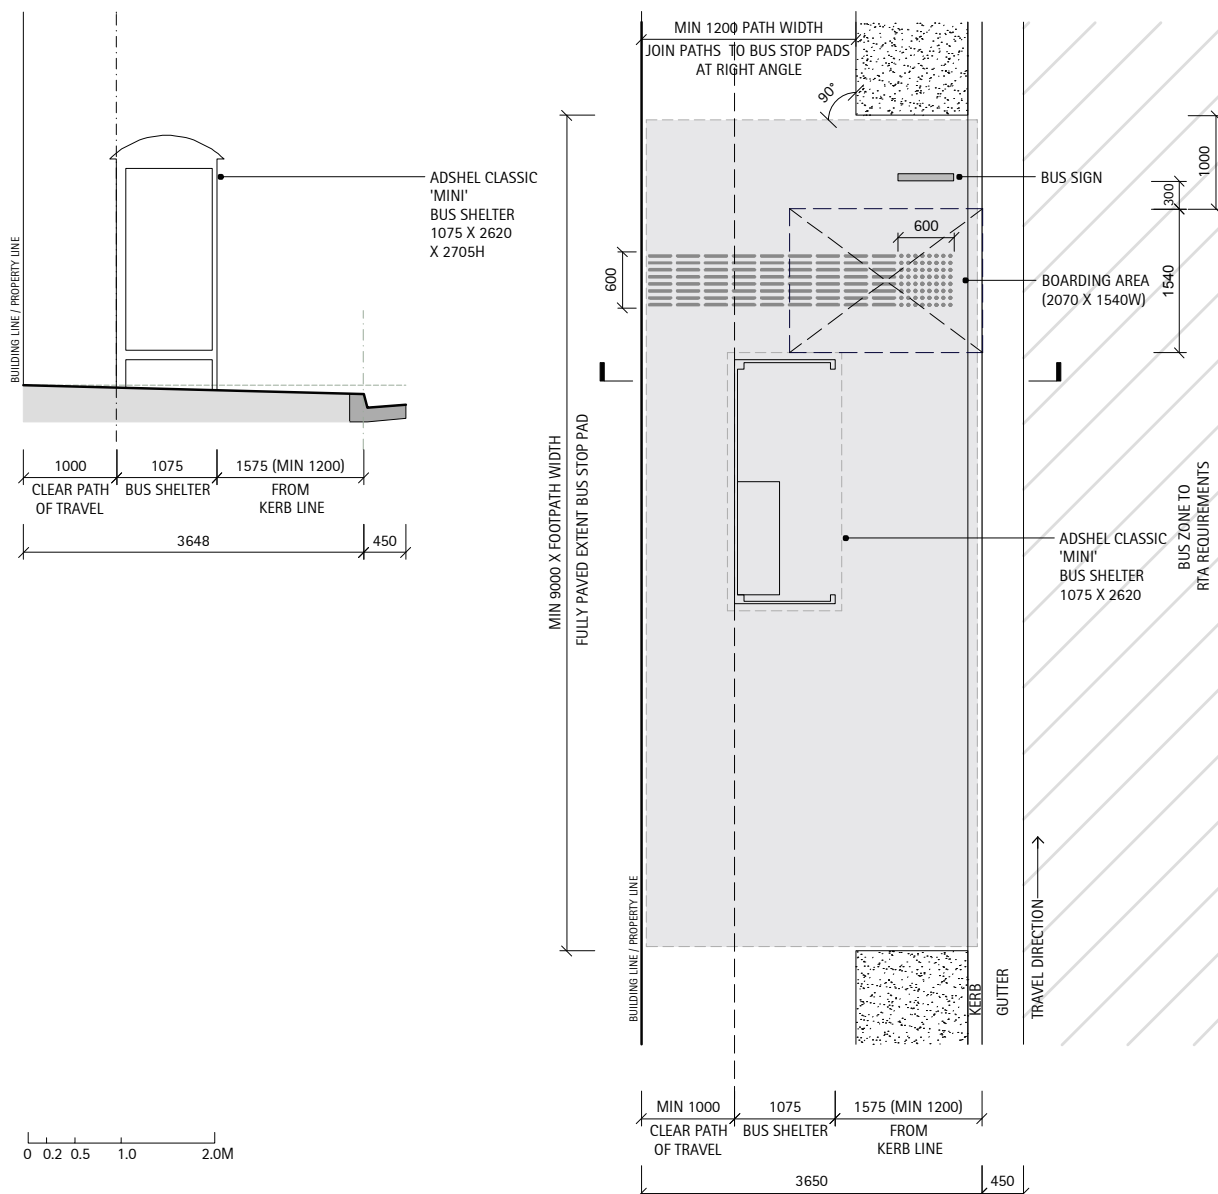 ADSHEL CLASSIC
'MINI'
BUS SHELTER
1075 X 2620
X 2705H
BUILDING LINE / PROPERTY LINE
1000
1075
1575 (MIN 1200)
CLEAR PATH
OF TRAVEL
BUS SHELTER
FROM
KERB LINE
3648
450
0 0.2 0.5 1.0 2.0M
MIN 1200 PATH WIDTH
JOIN PATHS TO BUS STOP PADS
AT RIGHT ANGLE
90°
BUS SIGN
1000
300
600
600
BOARDING AREA
(2070 X 1540W)
1540
MIN 9000 X FOOTPATH WIDTH
FULLY PAVED EXTENT BUS STOP PAD
ADSHEL CLASSIC
'MINI'
BUS SHELTER
1075 X 2620
BUS ZONE TO
RTA REQUIREMENTS
BUILDING LINE / PROPERTY LINE
KERB
GUTTER
TRAVEL DIRECTION
MIN 1000
1075
1575 (MIN 1200)
CLEAR PATH
OF TRAVEL
BUS SHELTER
FROM
KERB LINE
3650
450